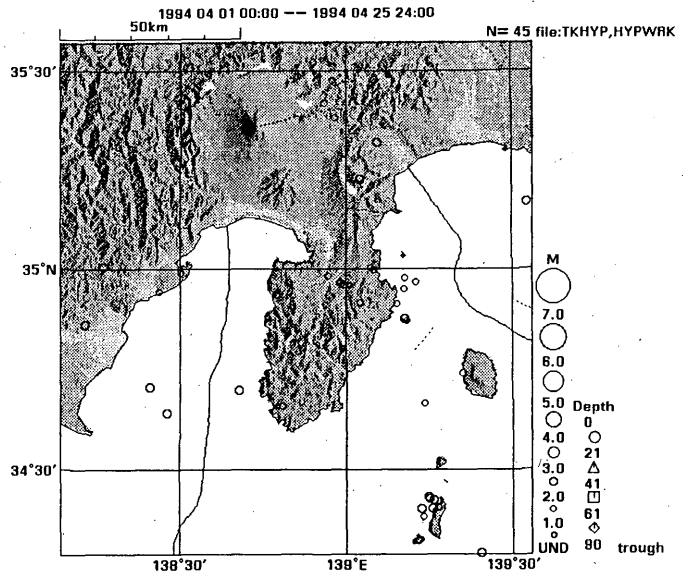 1994 04 01 00:00 -- 1994 04 25 24:00
50km
N= 45 file:TKHYP,HYPWRK
35°30'
35°N
34°30'
138°30'
139°E
139°30'
M
7.0
6.0
5.0
4.0
3.0
2.0
1.0
UND
Depth
0
21
41
61
90
trough